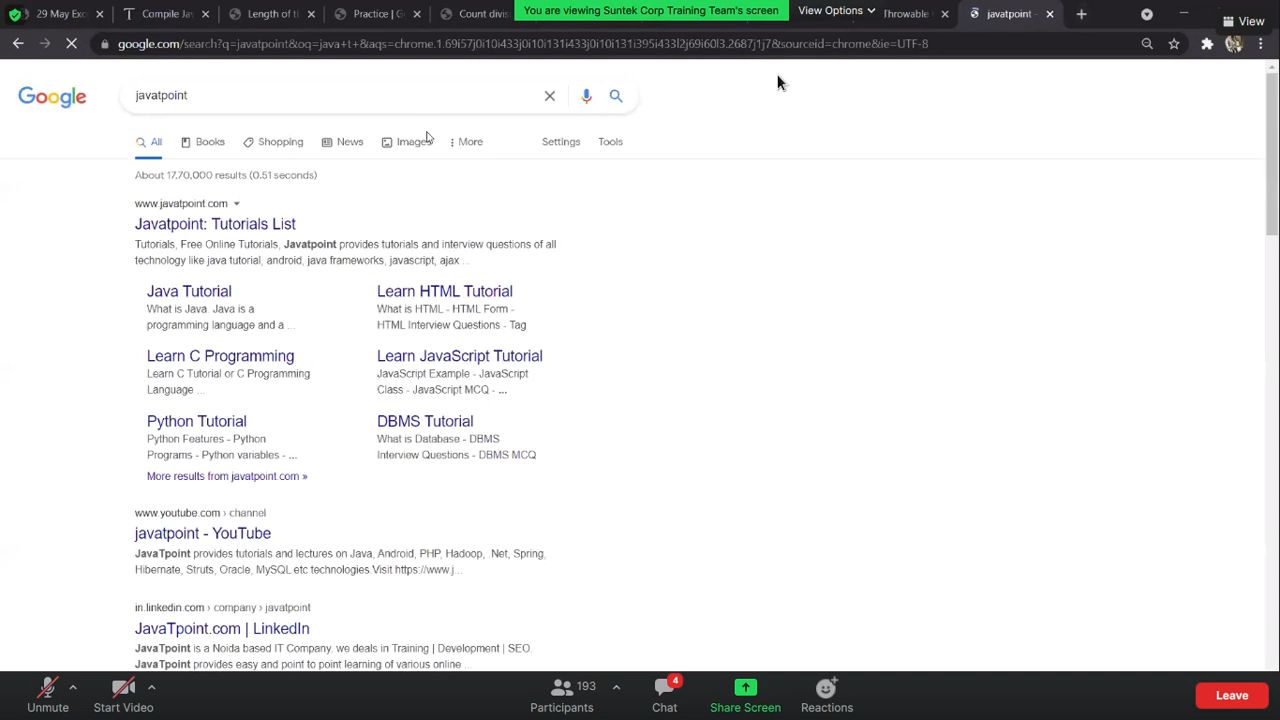 You are viewing Suntek Corp Training Team's screen
View Options
View
29 May Exc
Compile Jav
Length of th
Practice | G
Count divis
Throwable C
javatpoint -
google.com/search?q=javatpoint&oq=java+t+&aqs=chrome.1.69i57j0i10i433j0i10i131i433j0i10i131i395i433l2j69i60l3.2687j1j7&sourceid=chrome&ie=UTF-8
Google
javatpoint
All
Books
Shopping
News
Images
More
Settings
Tools
About 17,70,000 results (0.51 seconds)
www.javatpoint.com
Javatpoint: Tutorials List
Tutorials, Free Online Tutorials, Javatpoint provides tutorials and interview questions of all
technology like java tutorial, android, java frameworks, javascript, ajax ...
Java Tutorial
What is Java. Java is a
programming language and a ...
Learn HTML Tutorial
What is HTML - HTML Form -
HTML Interview Questions - Tag
Learn C Programming
Learn C Tutorial or C Programming
Language ...
Learn JavaScript Tutorial
JavaScript Example - JavaScript
Class - JavaScript MCQ - ...
Python Tutorial
Python Features - Python
Programs - Python variables - ...
DBMS Tutorial
What is Database - DBMS
Interview Questions - DBMS MCQ
More results from javatpoint.com »
www.youtube.com › channel
javatpoint - YouTube
JavaTpoint provides tutorials and lectures on Java, Android, PHP, Hadoop, .Net, Spring,
Hibernate, Struts, Oracle, MySQL etc technologies.Visit https://www.j...
in.linkedin.com › company › javatpoint
JavaTpoint.com | LinkedIn
JavaTpoint is a Noida based IT Company. we deals in Training | Development | SEO.
JavaTpoint provides easy and point to point learning of various online ...
Unmute
Start Video
193
Participants
4
Chat
Share Screen
Reactions
Leave